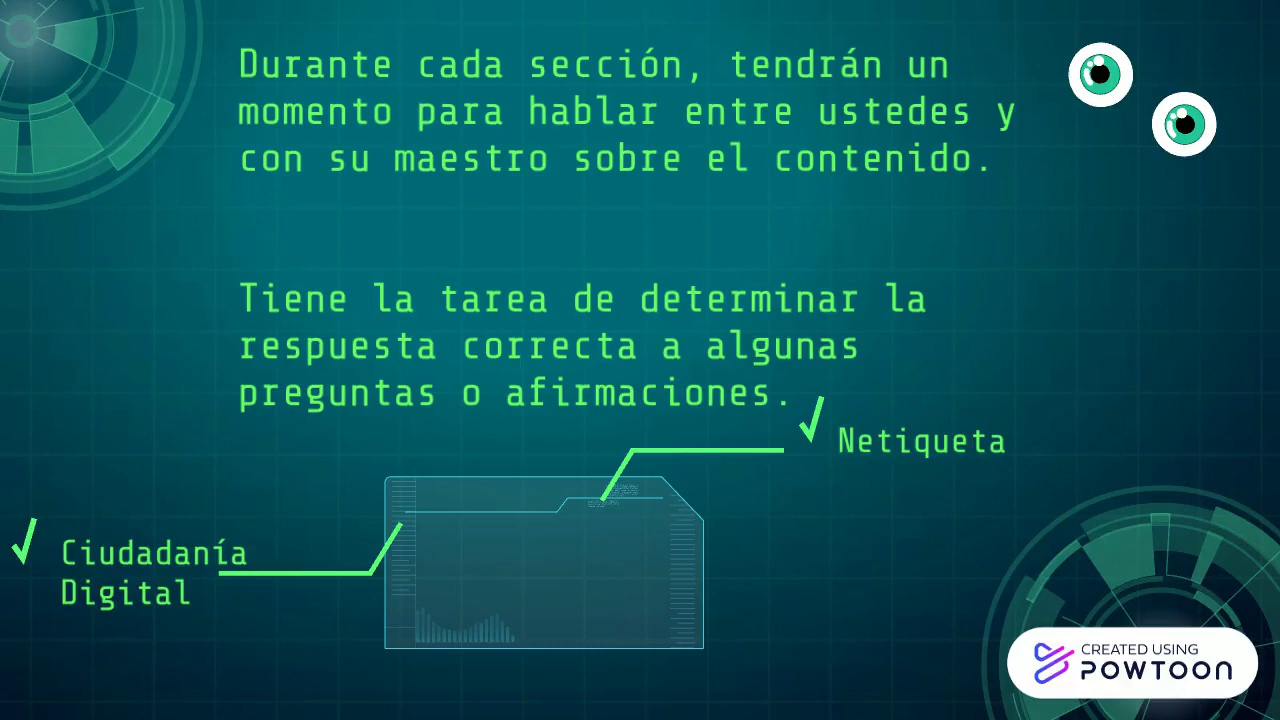 Durante cada sección, tendrán un
momento para hablar entre ustedes y
con su maestro sobre el contenido.
Tiene la tarea de determinar la
respuesta correcta a algunas
preguntas o afirmaciones.
Netiqueta
Ciudadanía
Digital
CREATED USING
POWTOON